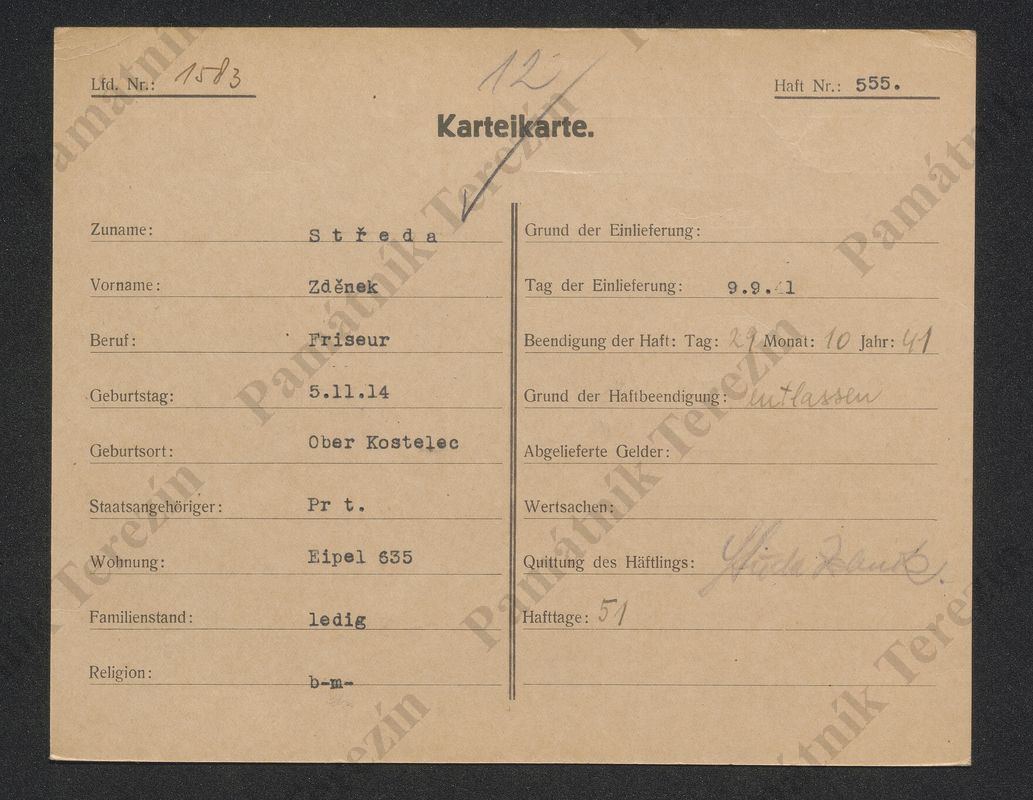 Lfd. Nr.: 1583
12
Haft Nr.: 555.
Karteikarte.
Zuname: Středa
Vorname: Zděnek
Beruf: Friseur
Geburtstag: 5.11.14
Geburtsort: Ober Kostelec
Staatsangehöriger: Pr t.
Wohnung: Eipel 635
Familienstand: ledig
Religion: b-m-
Grund der Einlieferung:
Tag der Einlieferung: 9.9. 1
Beendigung der Haft: Tag: 29 Monat: 10 Jahr: 41
Grund der Haftbeendigung: entlassen
Abgelieferte Gelder:
Wertsachen:
Quittung des Häftlings: Středa
Hafttage: 51
Památník Terezín